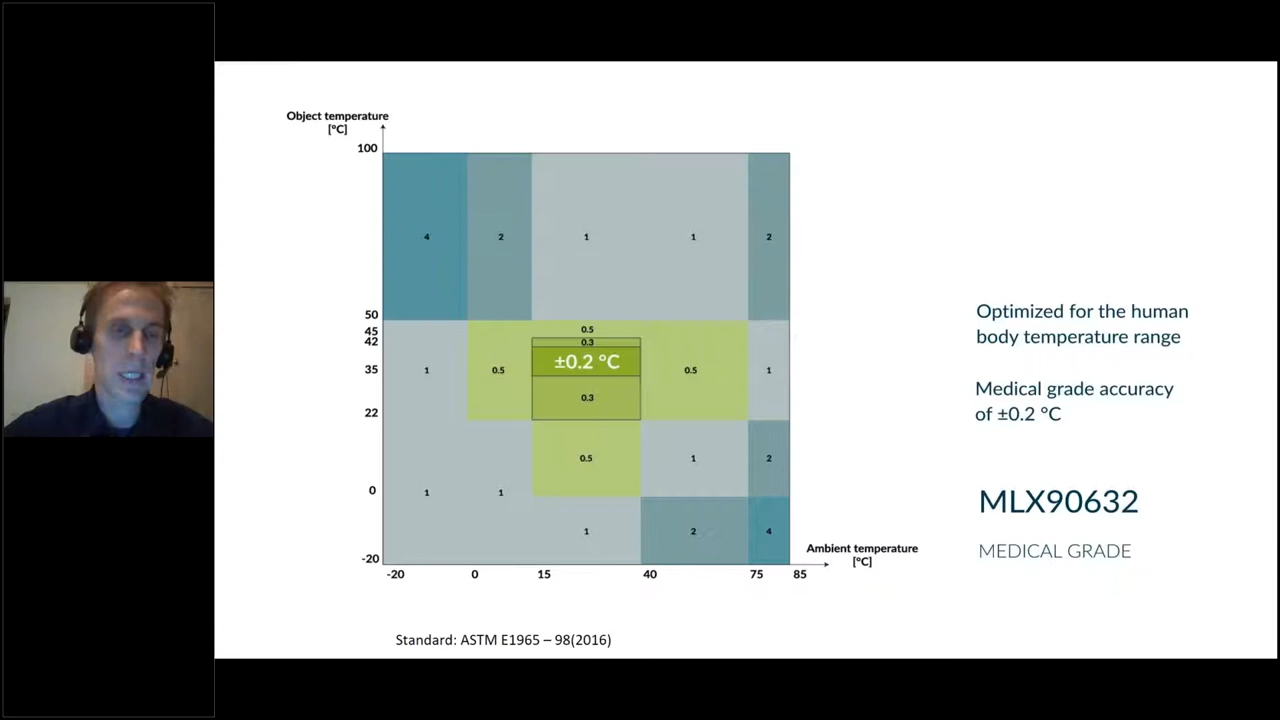 Object temperature
[°C]
100
4
2
1
1
2
50
45
0.5
42
0.3
±0.2 °C
35
1
0.5
0.5
1
0.3
22
0.5
1
2
0
1
1
1
2
4
-20
-20
0
15
40
75
85
Ambient temperature
[°C]
Optimized for the human
body temperature range
Medical grade accuracy
of ±0.2 °C
MLX90632
MEDICAL GRADE
Standard: ASTM E1965 – 98(2016)